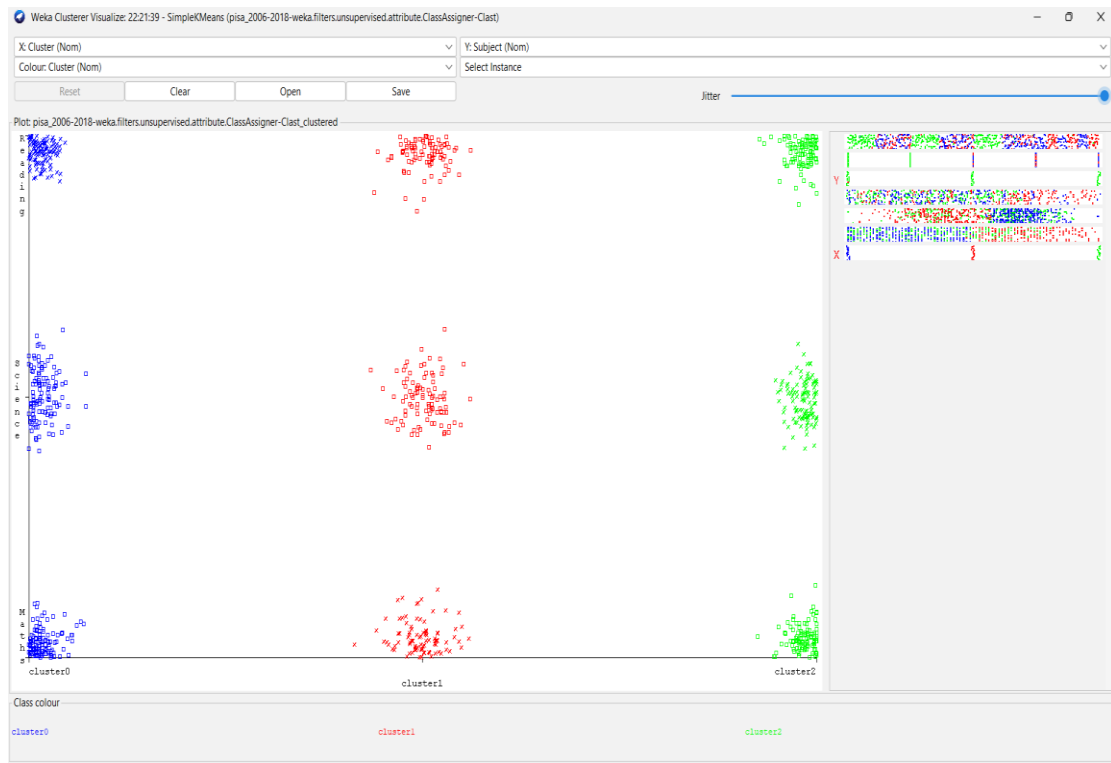 Weka Clusterer Visualize: 22:21:39 - SimpleKMeans (pisa_2006-2018-weka.filters.unsupervised.attribute.ClassAssigner-Clast)
X: Cluster (Nom)
Y: Subject (Nom)
Colour: Cluster (Nom)
Select Instance
Reset
Clear
Open
Save
Jitter
Plot: pisa_2006-2018-weka.filters.unsupervised.attribute.ClassAssigner-Clast_clustered
Reading
Science
Maths
cluster0
cluster1
cluster2
Y
X
Class colour
cluster0
cluster1
cluster2